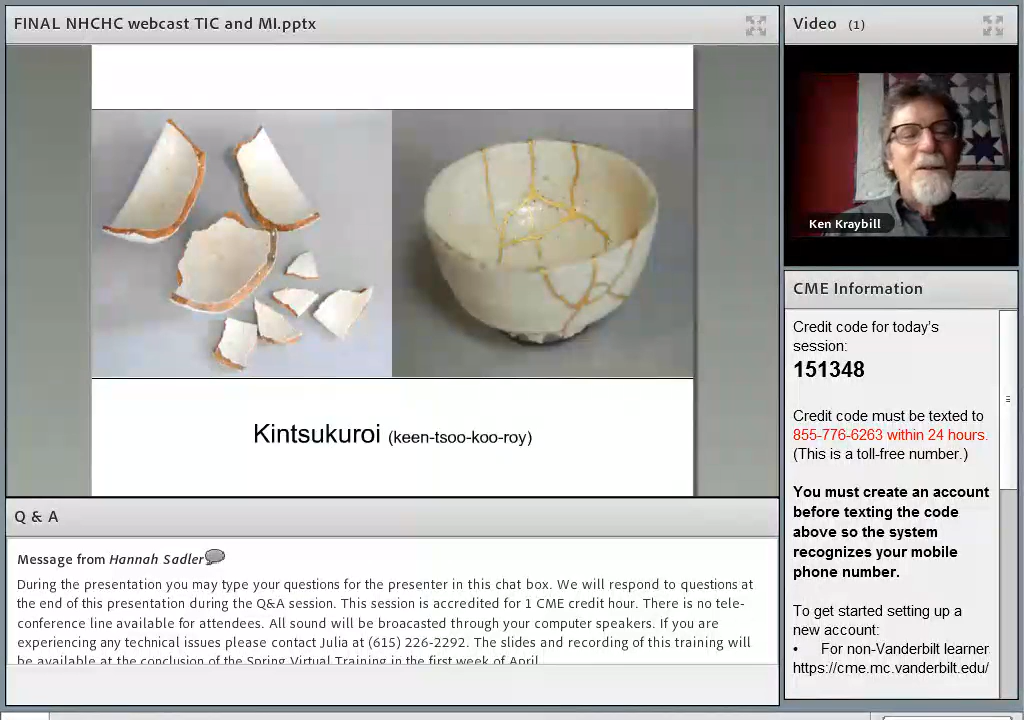 FINAL NHCHC webcast TIC and MI.pptx
Kintsukuroi (keen-tsoo-koo-roy)
Q & A
Message from Hannah Sadler
During the presentation you may type your questions for the presenter in this chat box. We will respond to questions at
the end of this presentation during the Q&A session. This session is accredited for 1 CME credit hour. There is no tele-
conference line available for attendees. All sound will be broacasted through your computer speakers. If you are
experiencing any technical issues please contact Julia at (615) 226-2292. The slides and recording of this training will
be available at the conclusion of the Spring Virtual Training in the first week of April.
Video (1)
Ken Kraybill
CME Information
Credit code for today's
session:
151348
Credit code must be texted to
855-776-6263 within 24 hours.
(This is a toll-free number.)
You must create an account
before texting the code
above so the system
recognizes your mobile
phone number.
To get started setting up a
new account:
• For non-Vanderbilt learner
https://cme.mc.vanderbilt.edu/